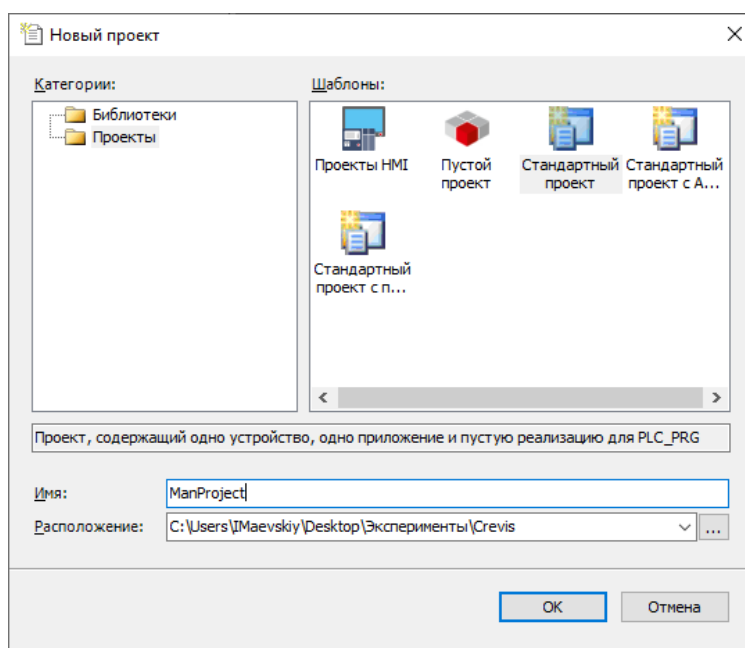 Новый проект
Категории:
Шаблоны:
Библиотеки
Проекты
Проекты HMI
Пустой
проект
Стандартный
проект
Стандартный
проект с А...
Стандартный
проект с п...
Проект, содержащий одно устройство, одно приложение и пустую реализацию для PLC_PRG
Имя:
ManProject
Расположение:
C:\Users\IMaevskiy\Desktop\Эксперименты\Crevis
...
OK
Отмена